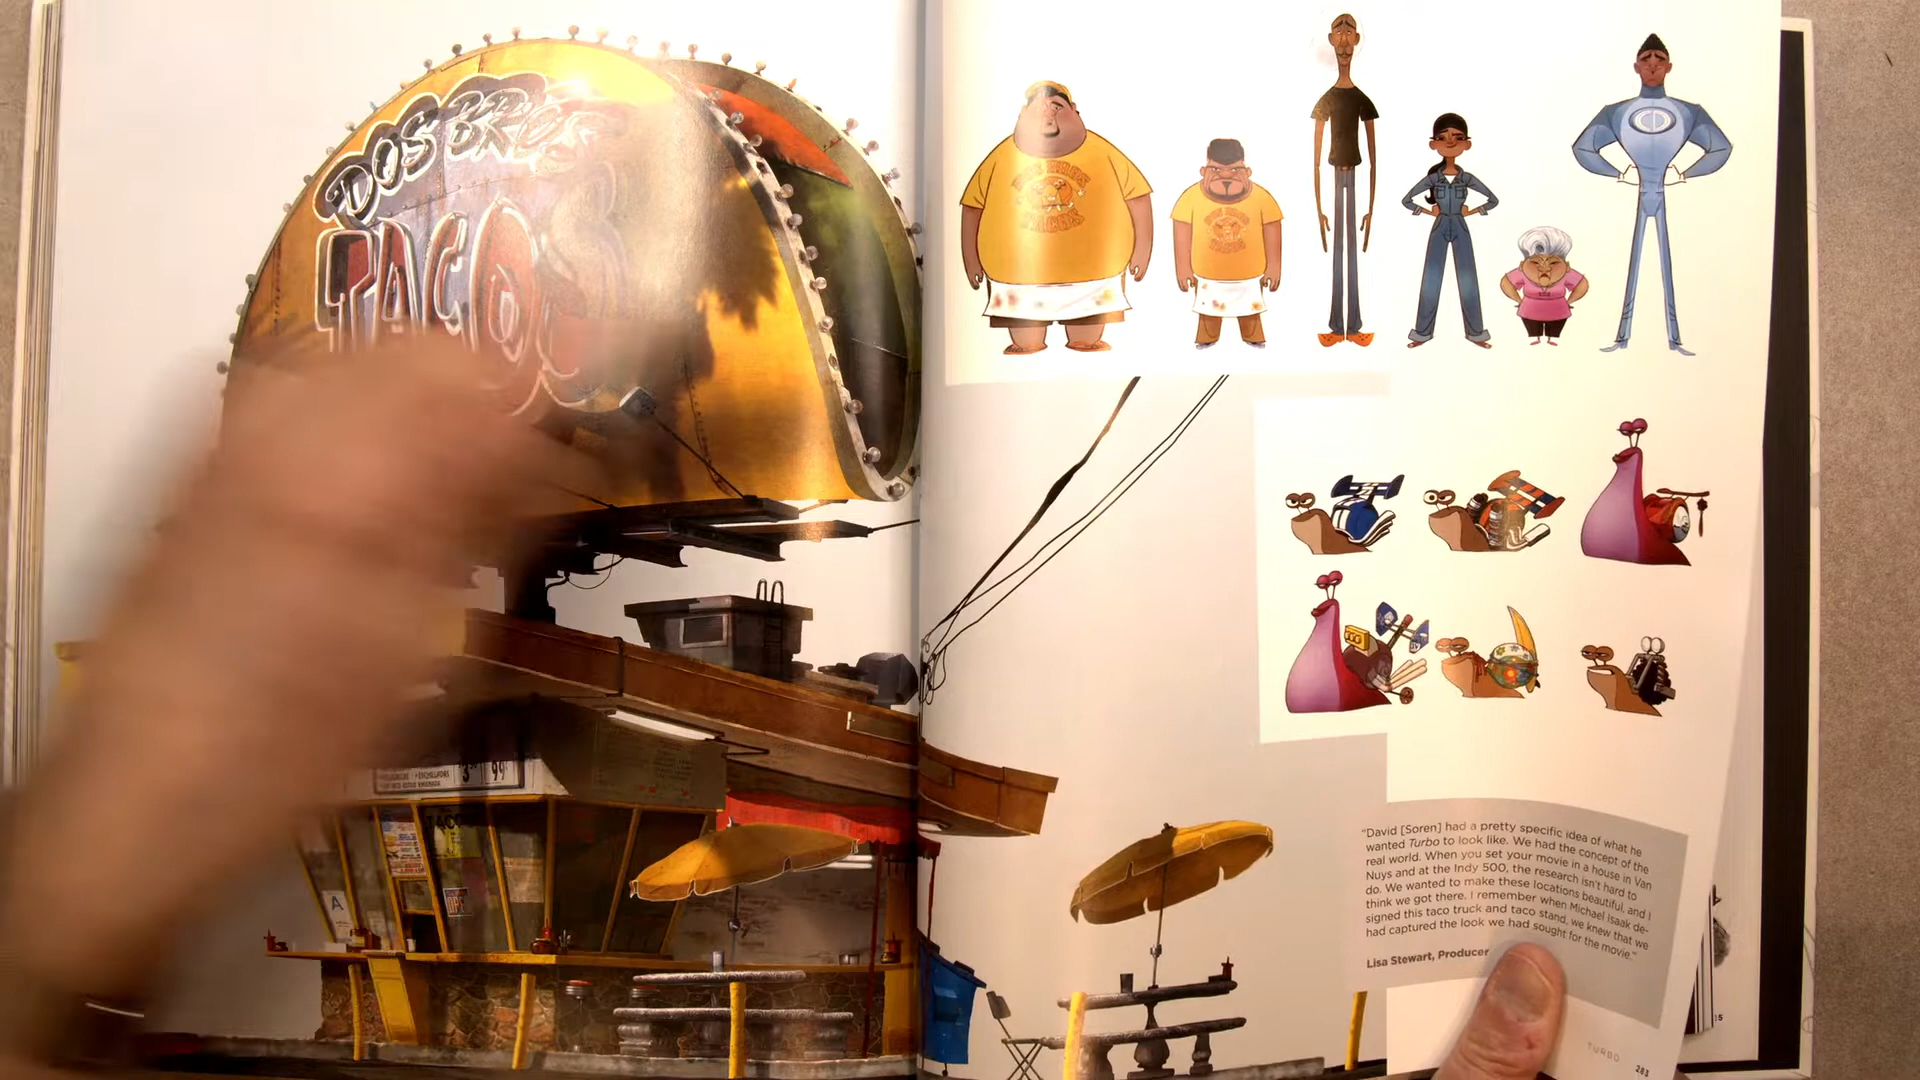 DOS BROS
TACOS
DOS BROS
TACOS
"David [Soren] had a pretty specific idea of what he
wanted Turbo to look like. We had the concept of the
real world. When you set your movie in a house in Van
Nuys and at the Indy 500, the research isn't hard to
do. We wanted to make these locations beautiful, and I
think we got there. I remember when Michael Isaak de-
signed this taco truck and taco stand, we knew that we
had captured the look we had sought for the movie."
Lisa Stewart, Producer
TURBO
283
A